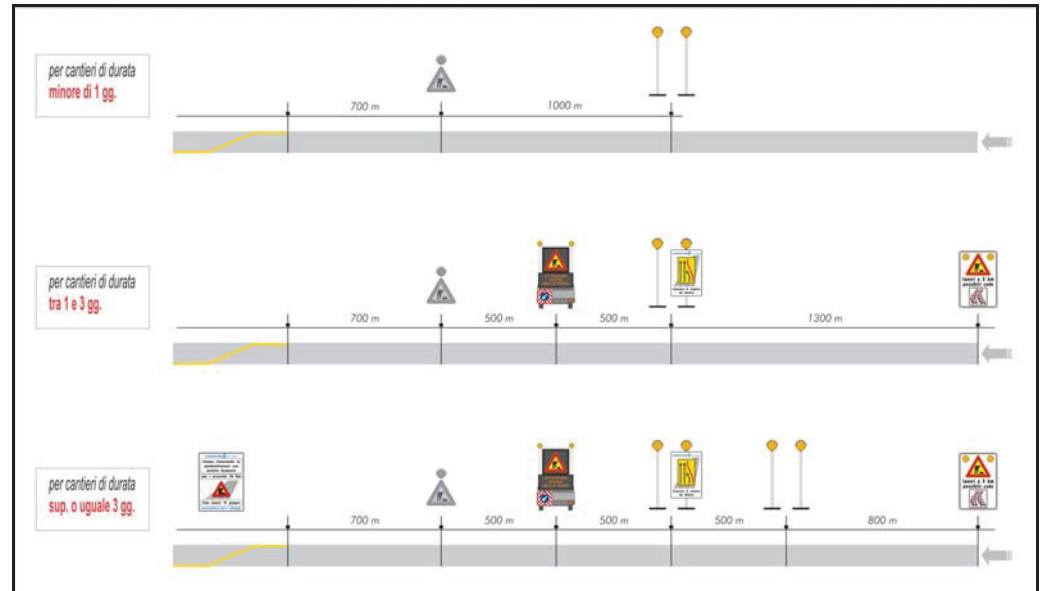 per cantieri di durata
minore di 1 gg.
700 m
1000 m
per cantieri di durata
tra 1 e 3 gg.
lavori a 3 km
possibili code
700 m
500 m
500 m
1300 m
per cantieri di durata
sup. o uguale 3 gg.
lavori a 3 km
possibili code
700 m
500 m
500 m
500 m
800 m